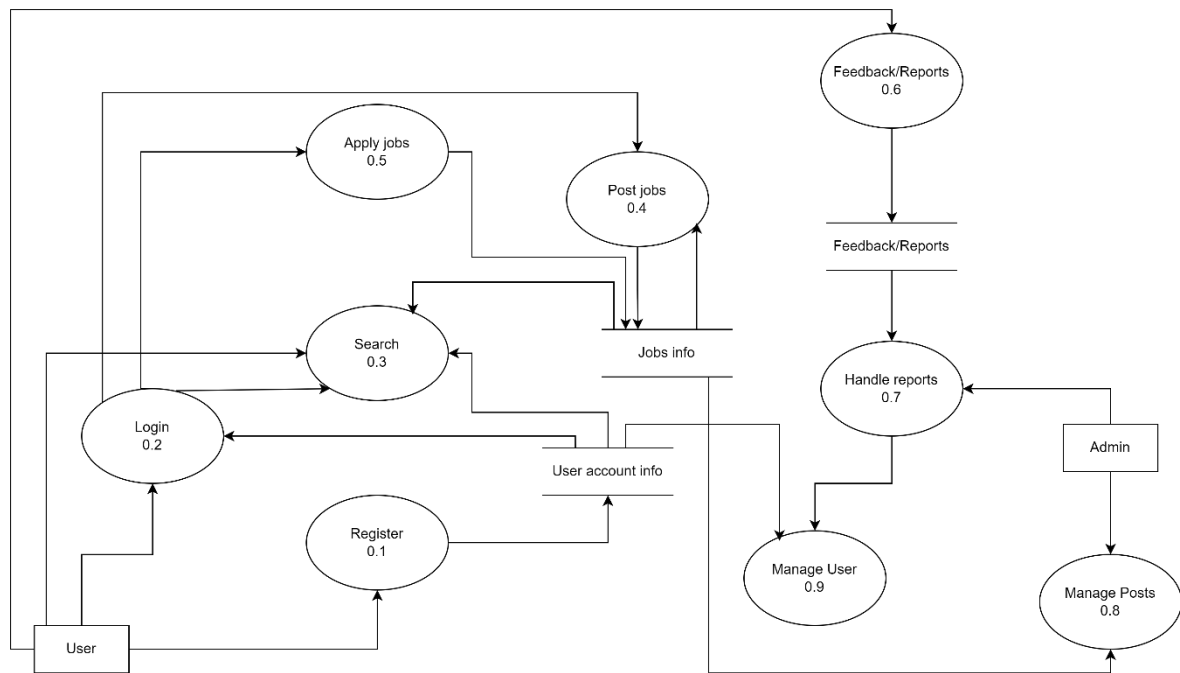 Feedback/Reports
0.6
Apply jobs
0.5
Post jobs
0.4
Feedback/Reports
Search
0.3
Jobs info
Handle reports
0.7
Login
0.2
Admin
User account info
Register
0.1
Manage User
0.9
Manage Posts
0.8
User